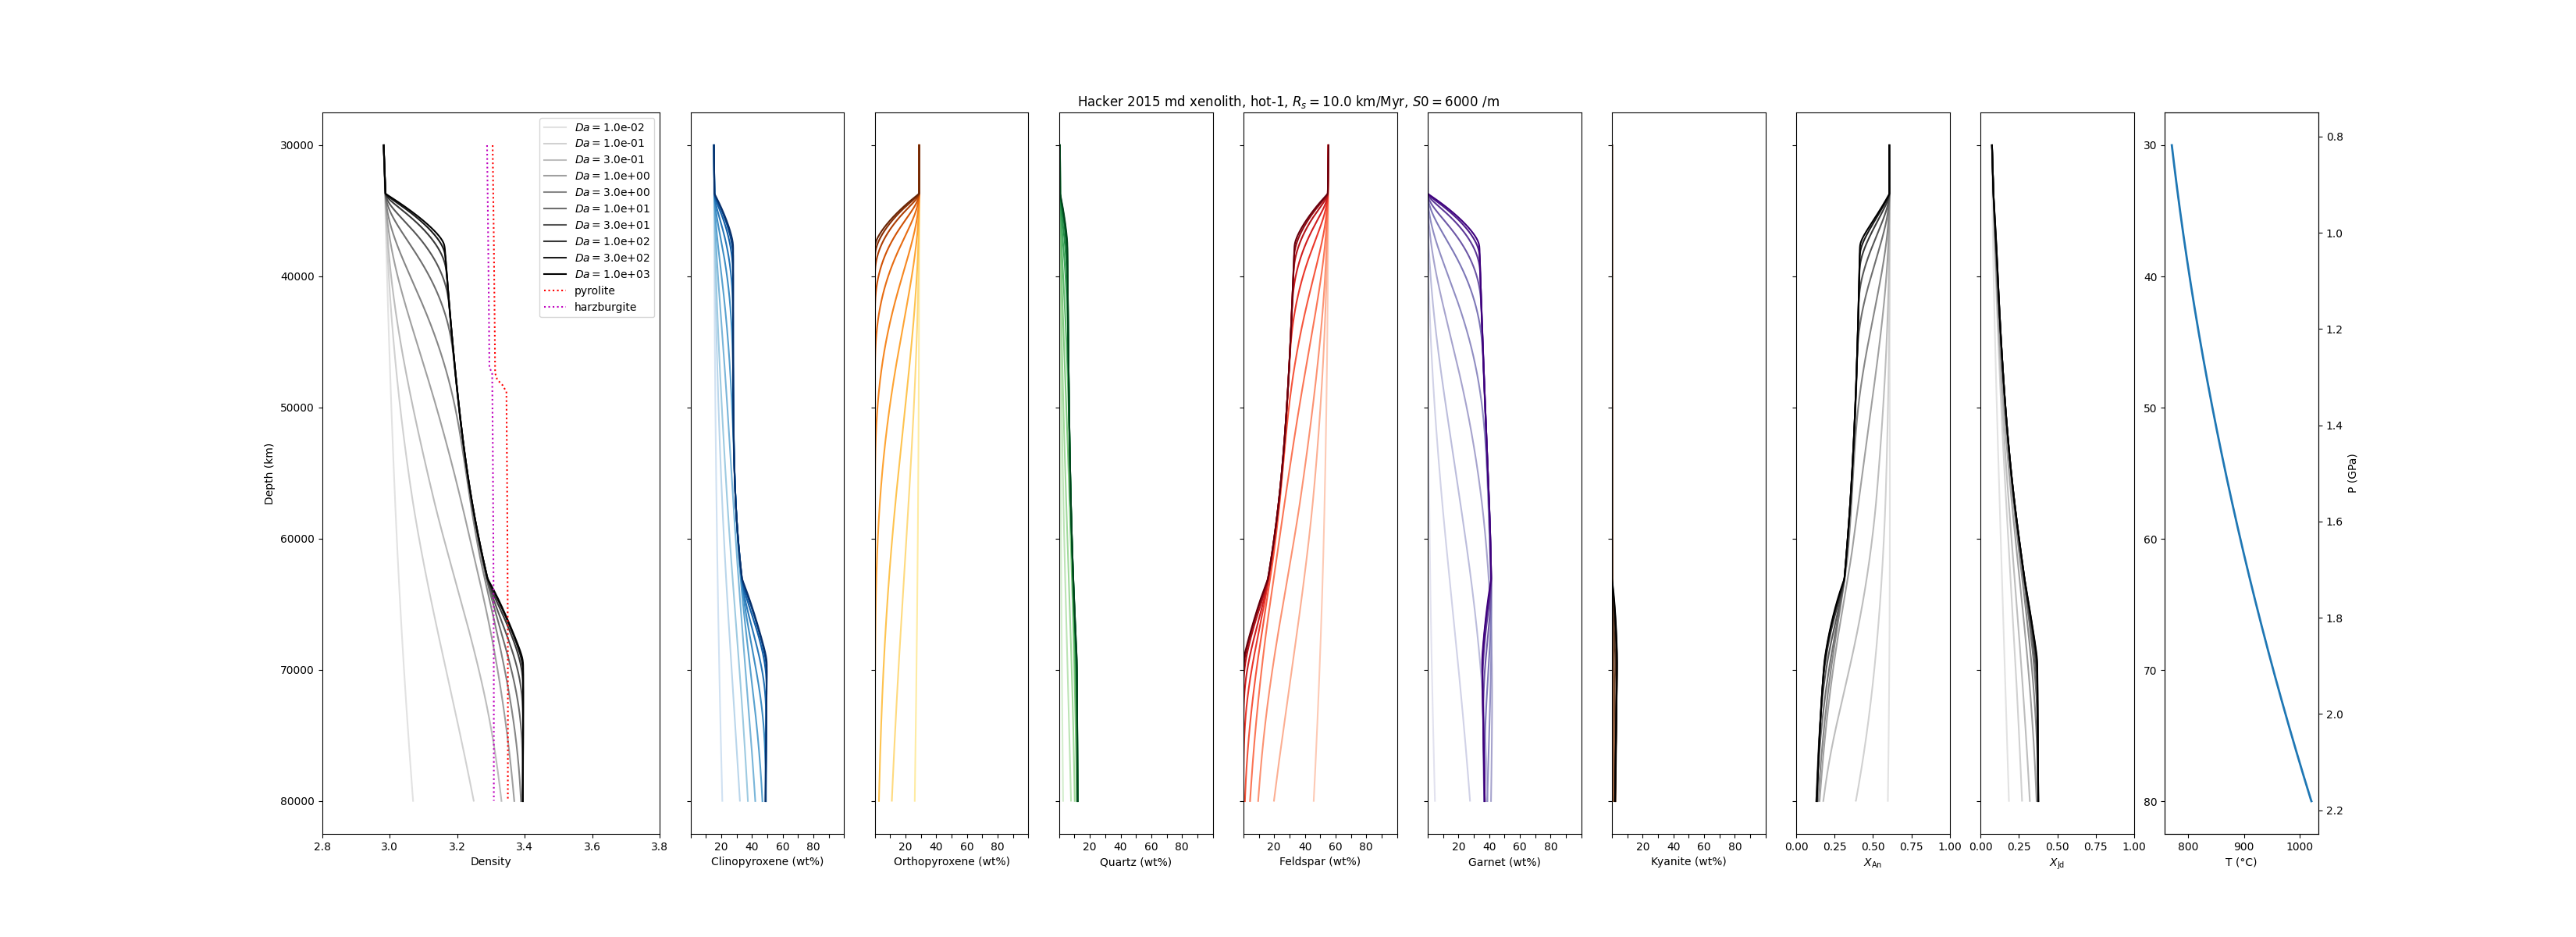 Hacker 2015 md xenolith, hot-1, R_s = 10.0 km/Myr, S0 = 6000 /m
Da = 1.0e-02
Da = 1.0e-01
Da = 3.0e-01
Da = 1.0e+00
Da = 3.0e+00
Da = 1.0e+01
Da = 3.0e+01
Da = 1.0e+02
Da = 3.0e+02
Da = 1.0e+03
pyrolite
harzburgite
30000
40000
50000
60000
70000
80000
Depth (km)
2.8 3.0 3.2 3.4 3.6 3.8
Density
20 40 60 80
Clinopyroxene (wt%)
20 40 60 80
Orthopyroxene (wt%)
20 40 60 80
Quartz (wt%)
20 40 60 80
Feldspar (wt%)
20 40 60 80
Garnet (wt%)
20 40 60 80
Kyanite (wt%)
0.00 0.25 0.50 0.75 1.00
X_An
0.00 0.25 0.50 0.75 1.00
X_Jd
30
40
50
60
70
80
800 900 1000
T (°C)
0.8
1.0
1.2
1.4
1.6
1.8
2.0
2.2
P (GPa)